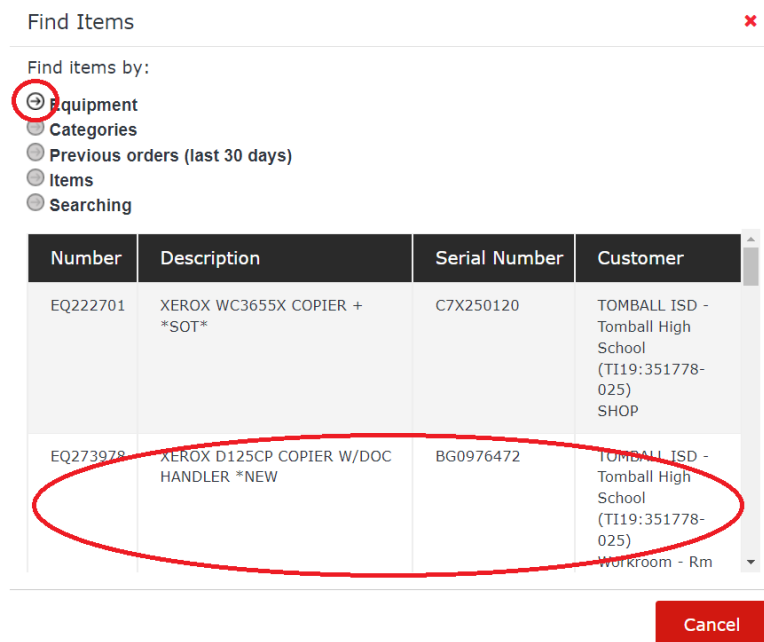 Find Items
Find items by:
Equipment
Categories
Previous orders (last 30 days)
Items
Searching
Number Description Serial Number Customer
EQ222701 XEROX WC3655X COPIER + C7X250120 TOMBALL ISD -
*SOT* Tomball High
School
(TI19:351778-
025)
SHOP
EQ273978 XEROX D125CP COPIER W/DOC BG0976472 TOMBALL ISD -
HANDLER *NEW Tomball High
School
(TI19:351778-
025)
Workroom - Rm
Cancel